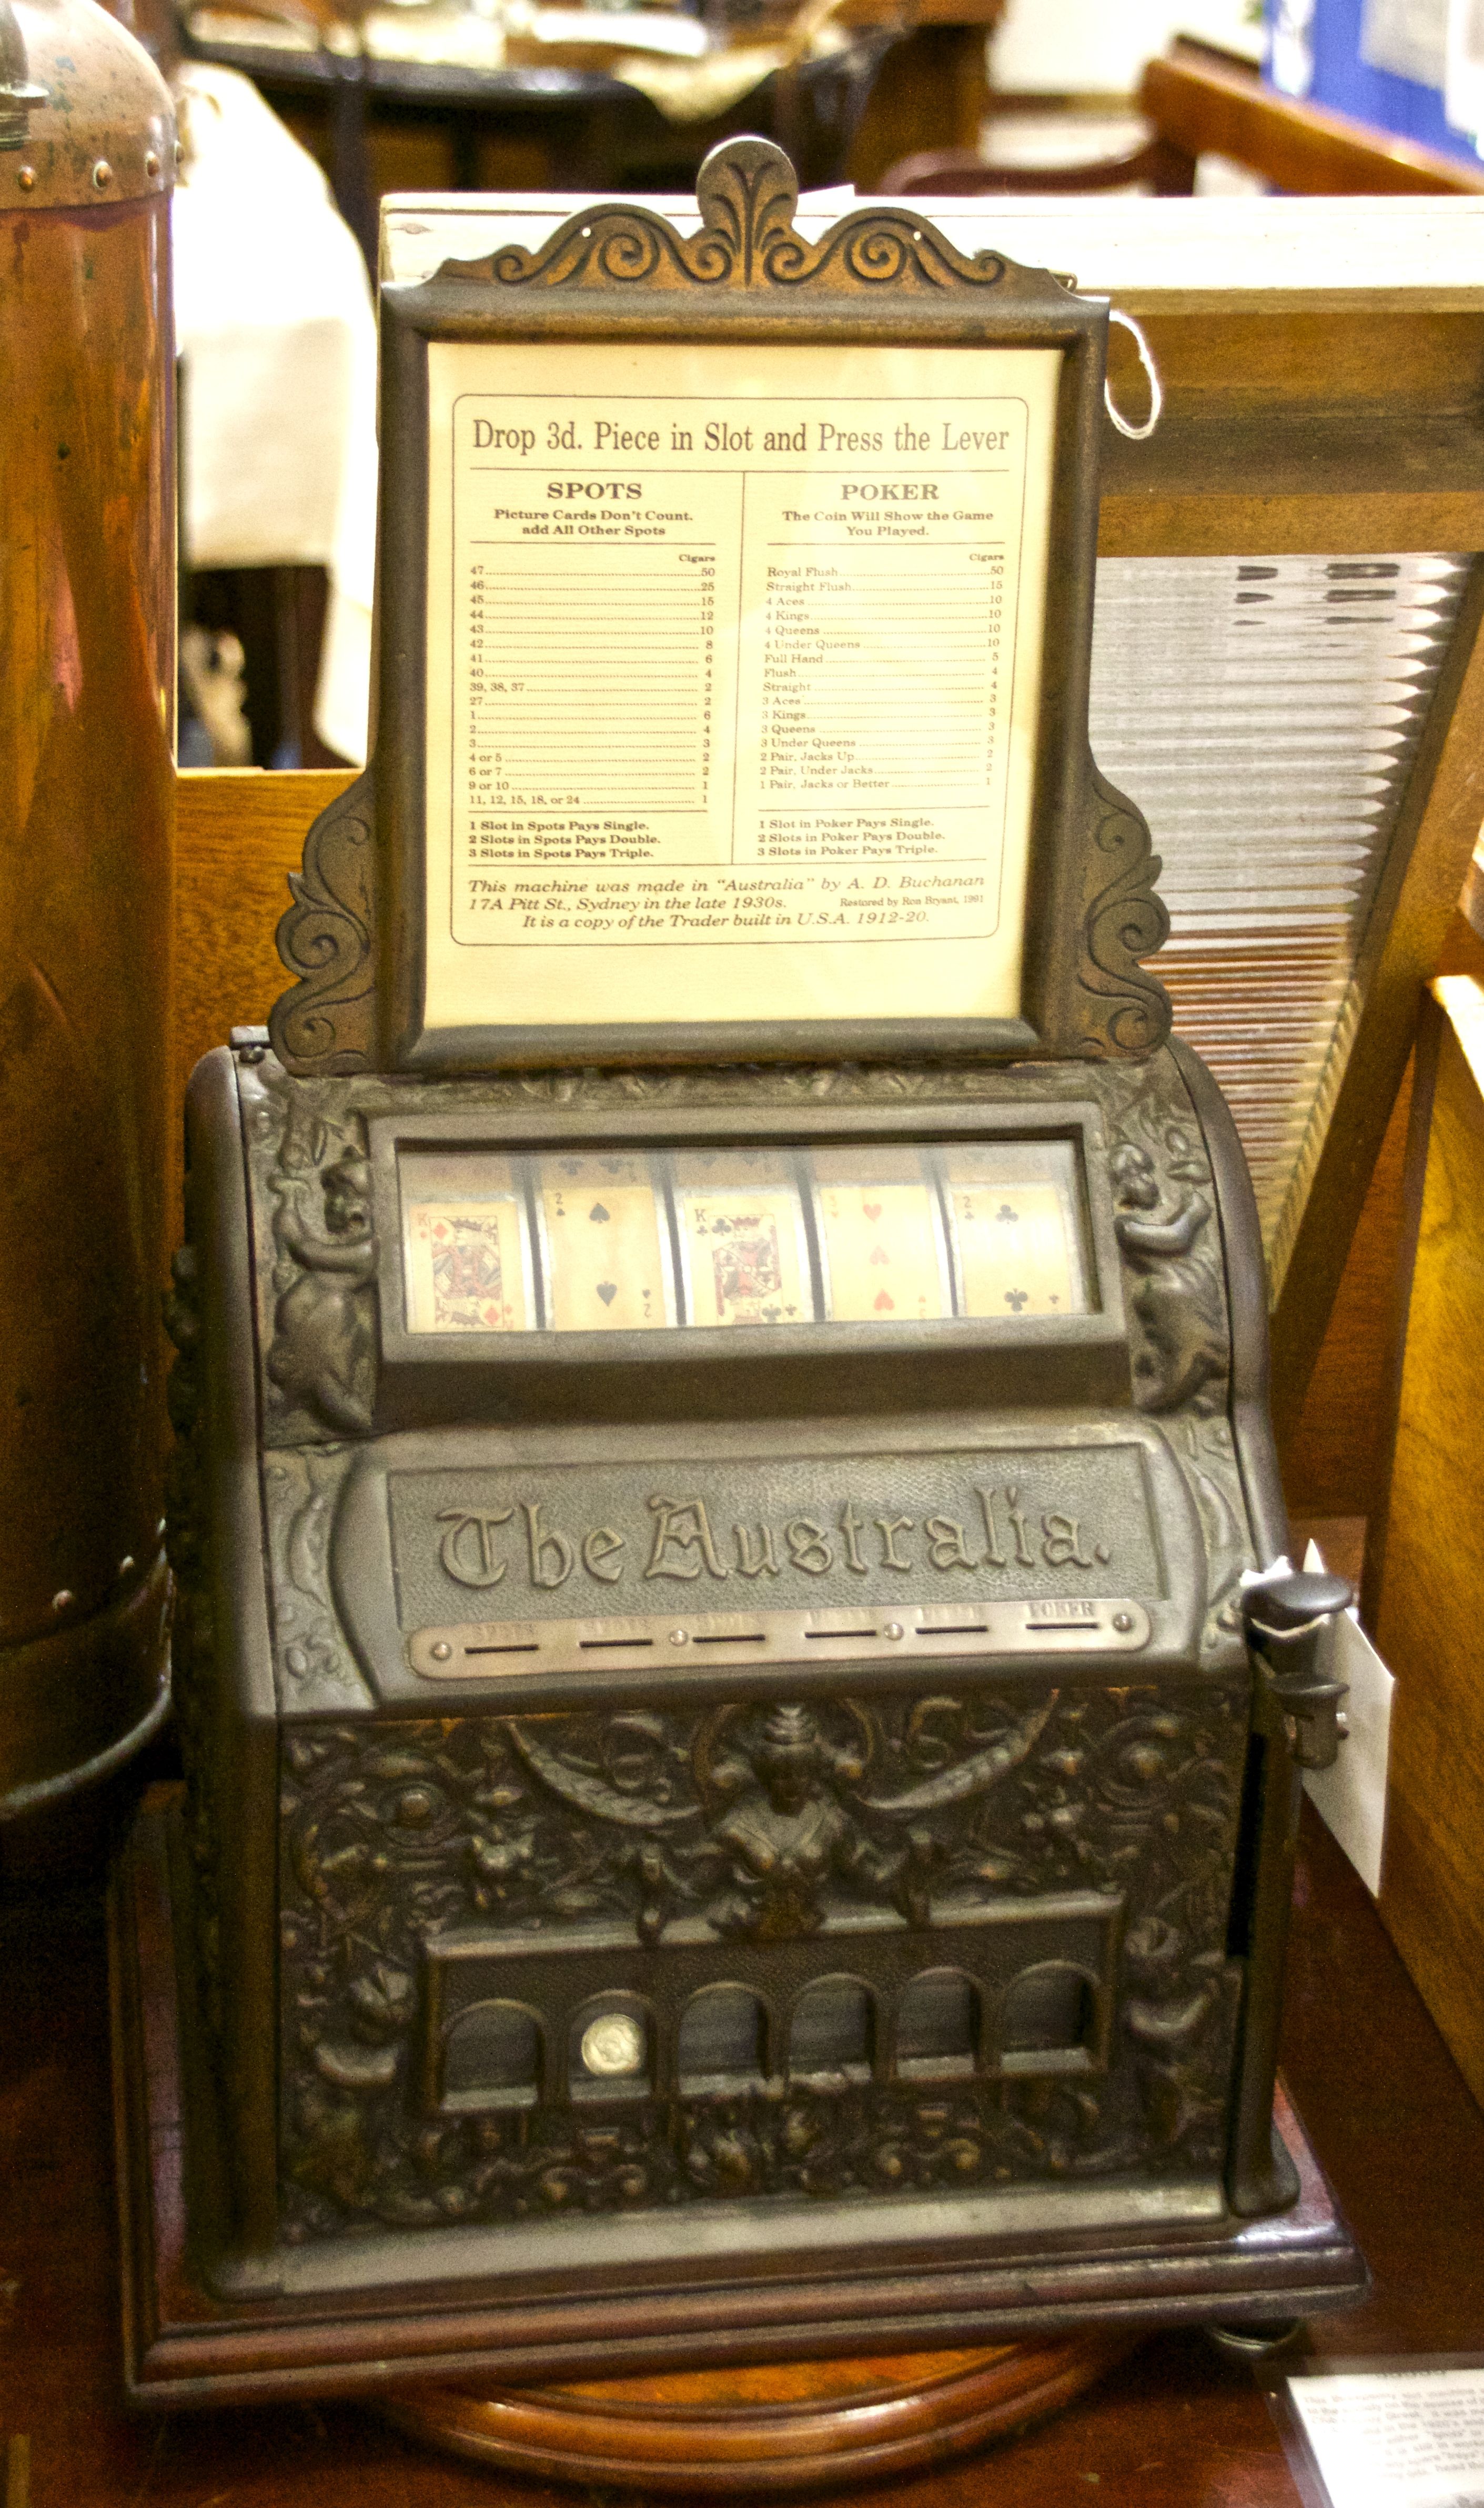 Drop 3d. Piece in Slot and Press the Lever
SPOTS
Picture Cards Don't Count.
add All Other Spots
Cigars
47 50
46 25
45 15
44 12
43 10
42 8
41 6
40 4
39, 38, 37 2
27 2
1 6
2 4
3 3
4 or 5 2
6 or 7 2
9 or 10 1
11, 12, 15, 18, or 24 1
1 Slot in Spots Pays Single.
2 Slots in Spots Pays Double.
3 Slots in Spots Pays Triple.
POKER
The Coin Will Show the Game
You Played.
Cigars
Royal Flush 50
Straight Flush 15
4 Aces 10
4 Kings 10
4 Queens 10
4 Under Queens 10
Full Hand 5
Flush 4
Straight 4
3 Aces 3
3 Kings 3
3 Queens 3
3 Under Queens 3
2 Pair, Jacks Up 2
2 Pair, Under Jacks 2
1 Pair, Jacks or Better 1
1 Slot in Poker Pays Single.
2 Slots in Poker Pays Double.
3 Slots in Poker Pays Triple.
This machine was made in "Australia" by A. D. Buchanan
17A Pitt St., Sydney in the late 1930s. Restored by Ron Bryant, 1991
It is a copy of the Trader built in U.S.A. 1912-20.
K 2 K 2
2
The Australia.
POKER